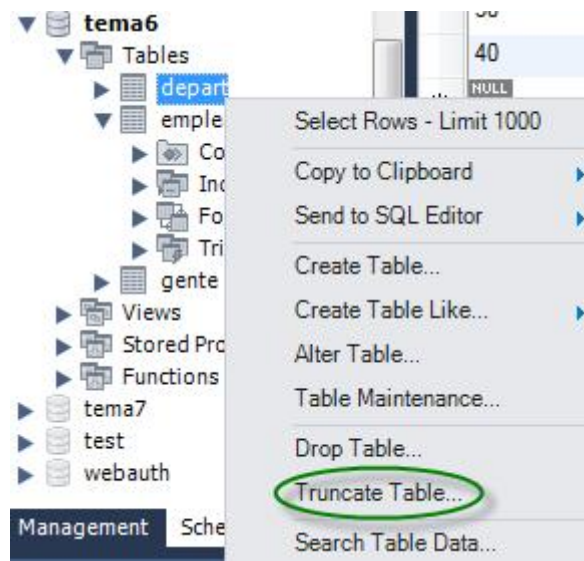 tema6
Tables
depart
emple
Co
Ind
Fo
Tri
gente
Views
Stored Pro
Functions
tema7
test
webauth
Management Sche
40
NULL
Select Rows - Limit 1000
Copy to Clipboard
Send to SQL Editor
Create Table...
Create Table Like...
Alter Table...
Table Maintenance...
Drop Table...
Truncate Table...
Search Table Data...